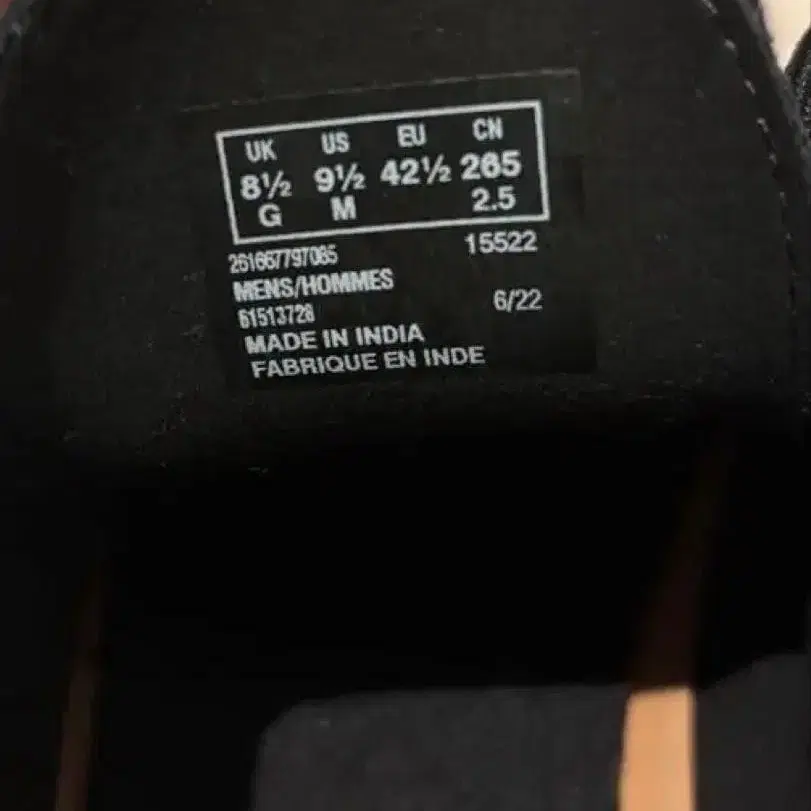 UK US EU CN
8½ 9½ 42½ 265
G M 2.5
261667797085 15522
MENS/HOMMES
61513728 6/22
MADE IN INDIA
FABRIQUE EN INDE